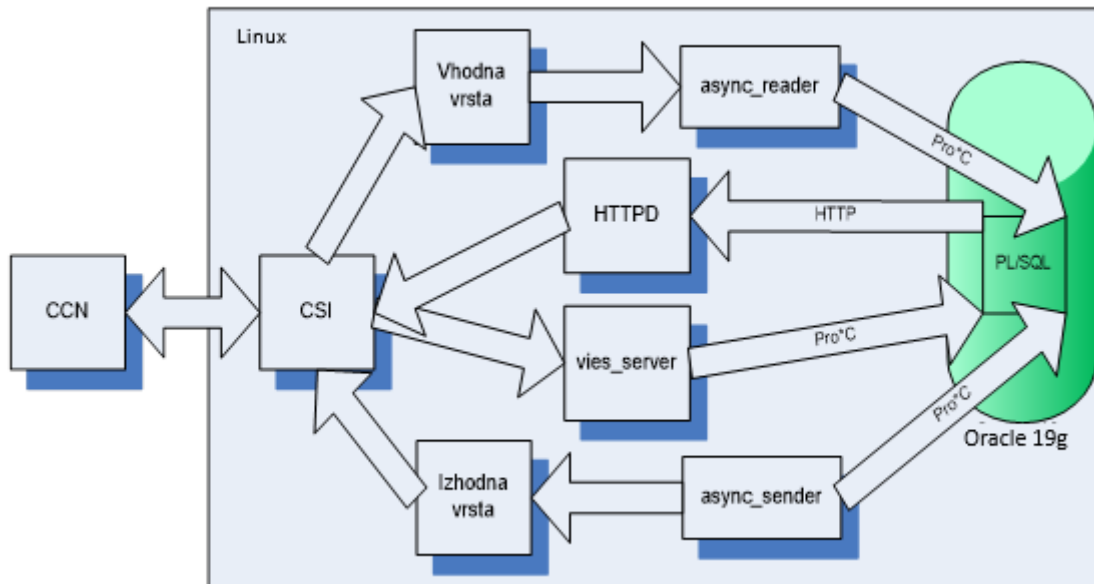 Linux
Vhodna
vrsta
async_reader
Pro*C
HTTPD
HTTP
PL/SQL
CCN
CSI
vies_server
Pro*C
Pro*C
Oracle 19g
Izhodna
vrsta
async_sender